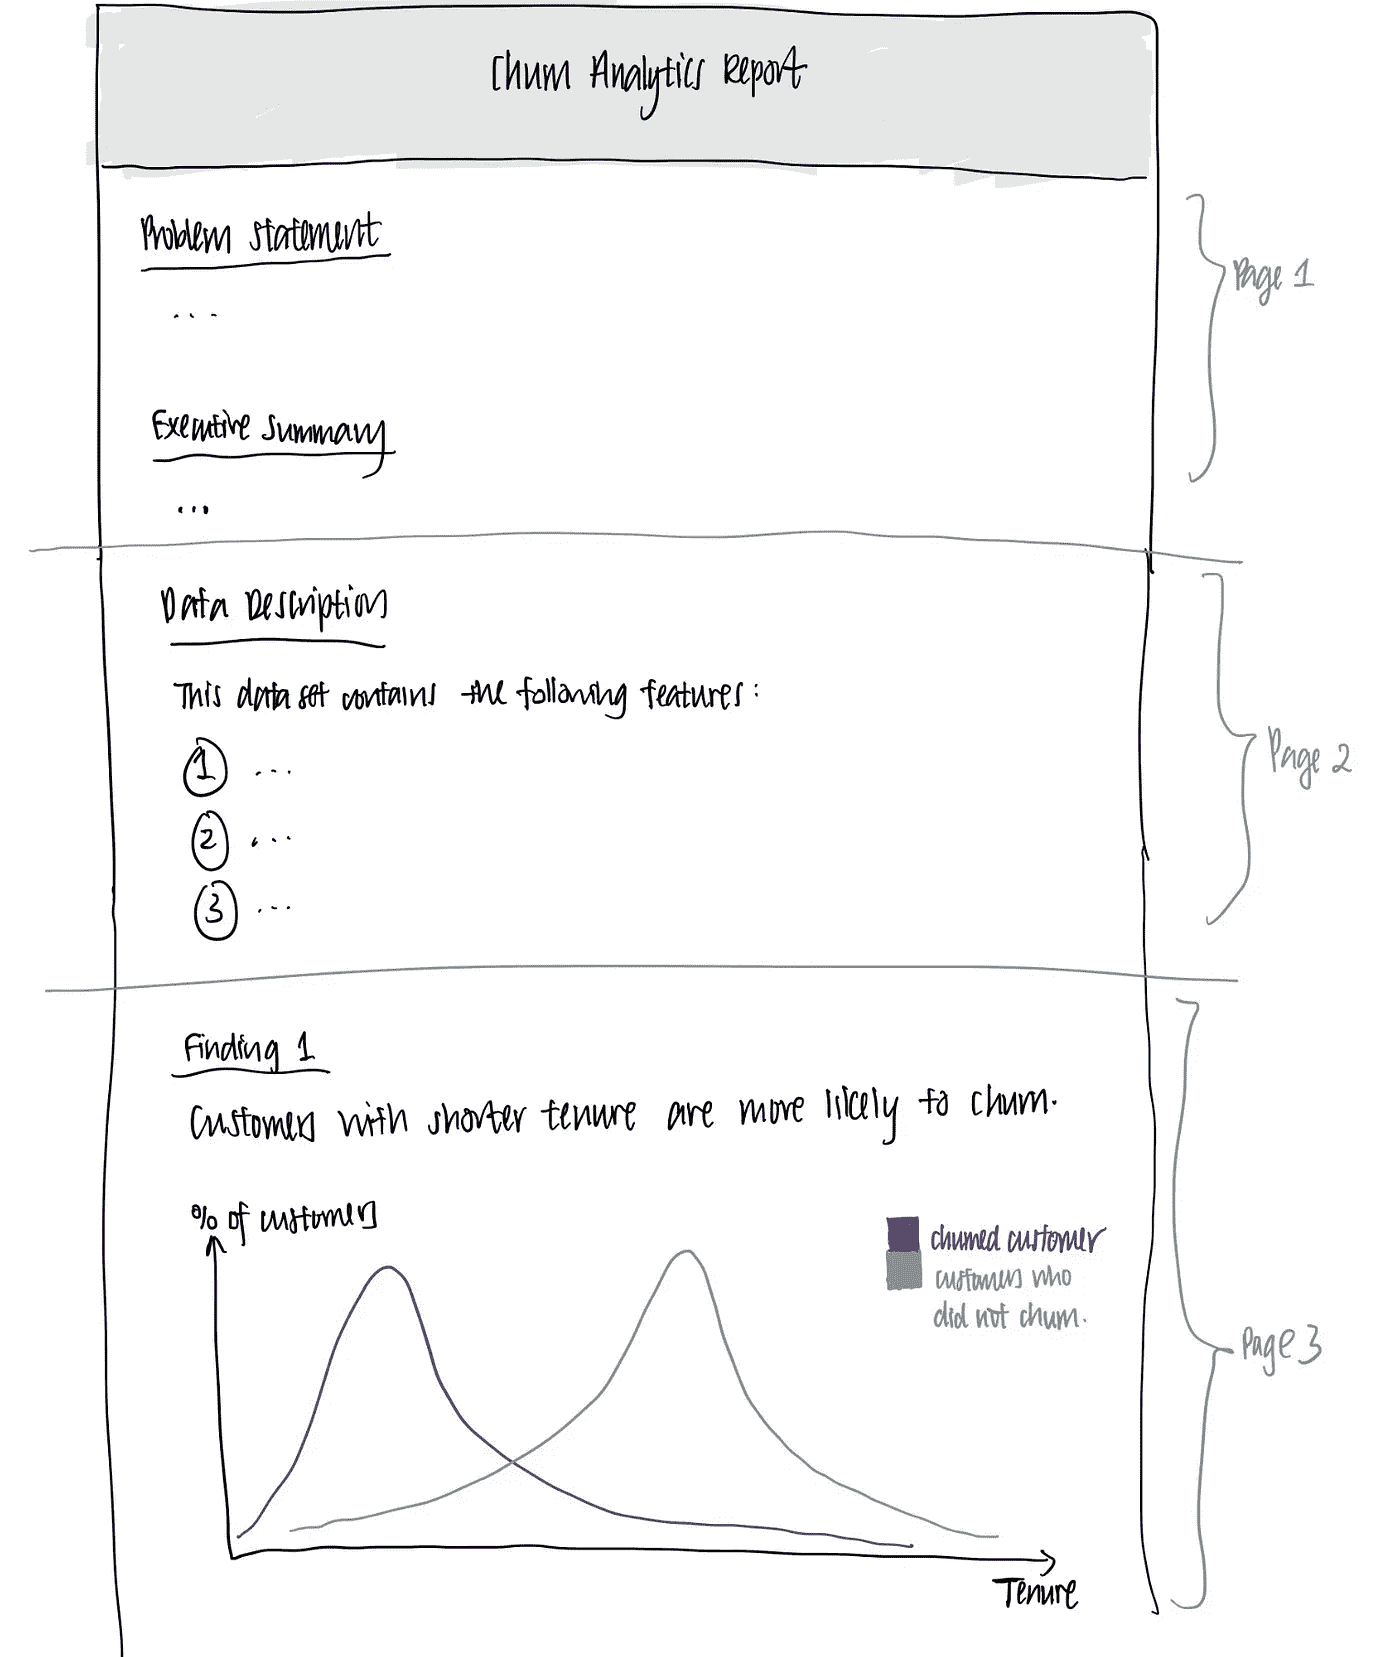 Churn Analytics Report
Problem statement
...
Page 1
Executive Summary
...
Data Description
This data set contains the following features:
1 ...
2 ...
3 ...
Page 2
Finding 1
Customers with shorter tenure are more likely to churn.
% of customers
churned customer
customers who
did not churn.
Page 3
Tenure